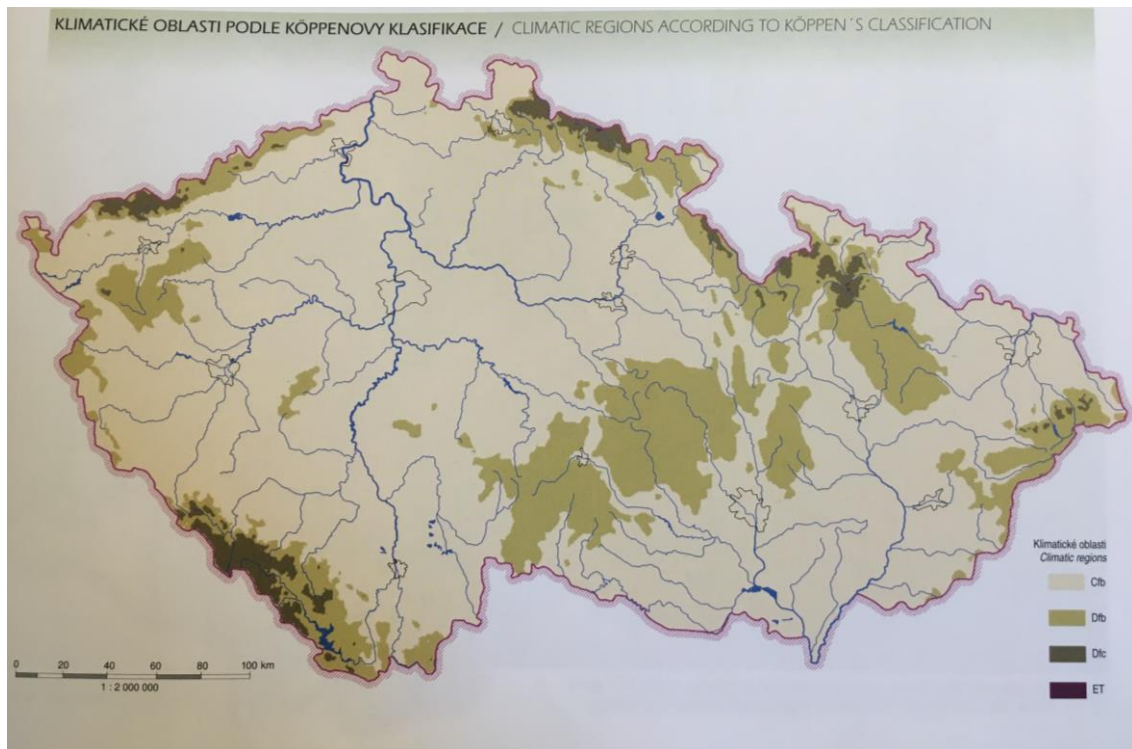 KLIMATICKÉ OBLASTI PODLE KÖPPENOVY KLASIFIKACE / CLIMATIC REGIONS ACCORDING TO KÖPPEN´S CLASSIFICATION
Klimatické oblasti
Climatic regions
Cfb
Dfb
Dfc
ET
0 20 40 60 80 100 km
1 : 2 000 000